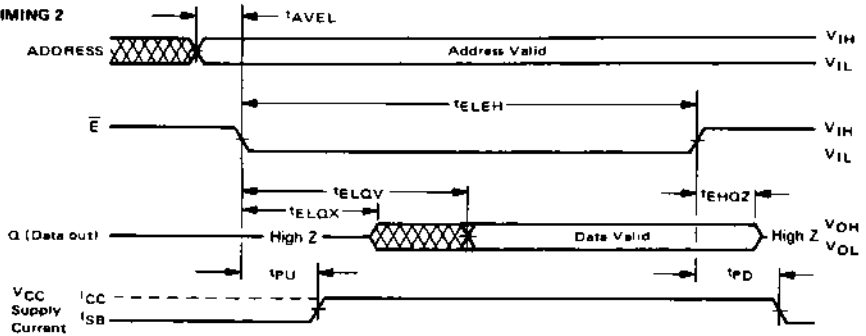 IMING 2
tAVEL
ADDRESS
Address Valid
VIH
VIL
tELEH
E
VIH
VIL
tELQV
tEHQZ
tELQX
Q (Data out)
High Z
Data Valid
High Z
VOH
VOL
tPU
tPD
VCC
Supply
Current
ICC
ISB